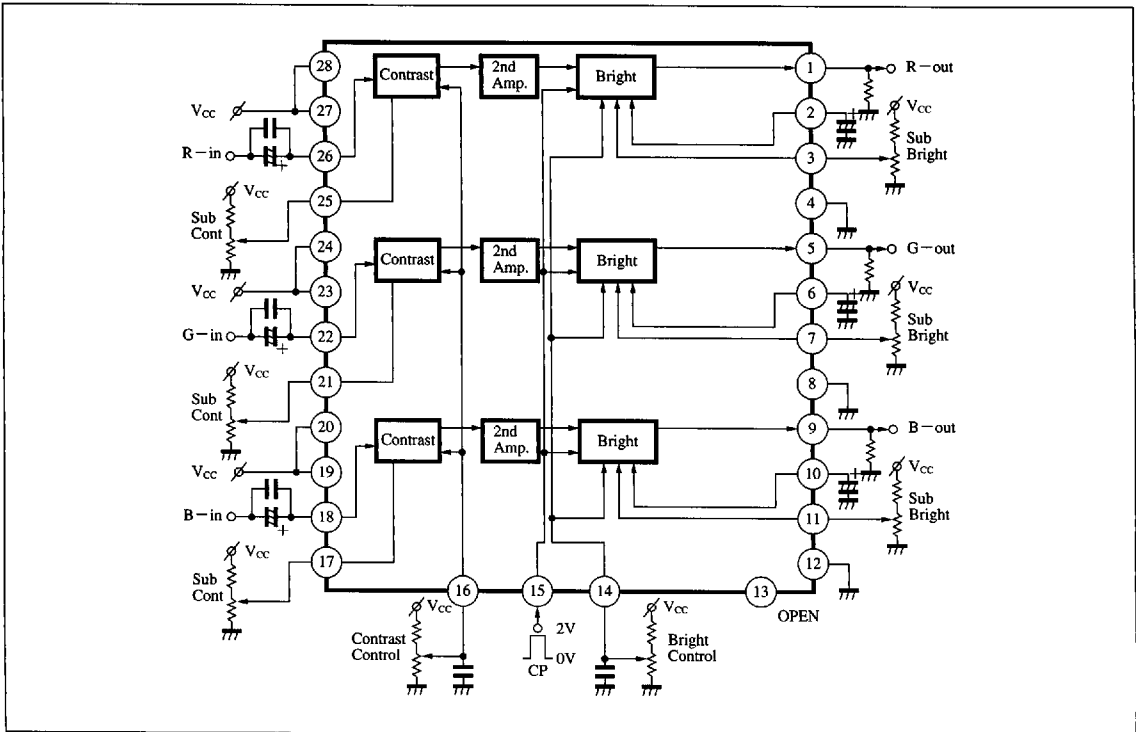 28
Contrast
2nd
Amp.
Bright
1
R-out
VCC
27
2
VCC
Sub
Bright
R-in
+
26
3
VCC
25
4
Sub
Cont
24
Contrast
2nd
Amp.
Bright
5
G-out
VCC
23
6
+
VCC
Sub
Bright
G-in
+
22
7
VCC
21
8
Sub
Cont
20
Contrast
2nd
Amp.
Bright
9
B-out
VCC
19
10
+
VCC
Sub
Bright
B-in
+
18
11
VCC
17
12
Sub
Cont
16
15
14
13
OPEN
VCC
Contrast
Control
2V
0V
CP
VCC
Bright
Control